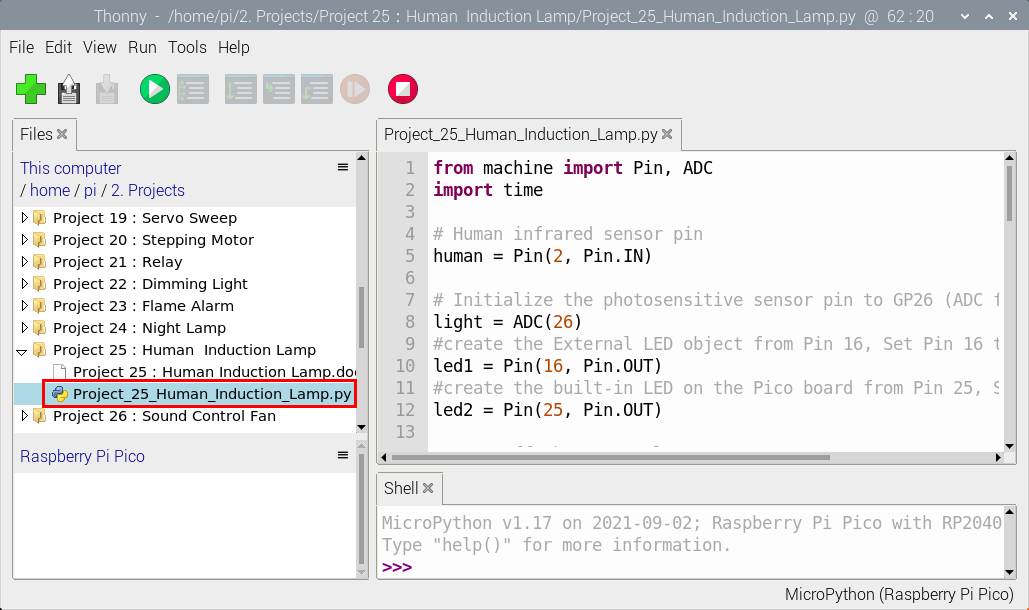 Thonny - /home/pi/2. Projects/Project 25 : Human Induction Lamp/Project_25_Human_Induction_Lamp.py @ 62 : 20
File Edit View Run Tools Help
Files
This computer
/ home / pi / 2. Projects
Project 19 : Servo Sweep
Project 20 : Stepping Motor
Project 21 : Relay
Project 22 : Dimming Light
Project 23 : Flame Alarm
Project 24 : Night Lamp
Project 25 : Human Induction Lamp
Project 25 : Human Induction Lamp.do
Project_25_Human_Induction_Lamp.py
Project 26 : Sound Control Fan
Raspberry Pi Pico
Project_25_Human_Induction_Lamp.py
1 from machine import Pin, ADC
2 import time
3
4 # Human infrared sensor pin
5 human = Pin(2, Pin.IN)
6
7 # Initialize the photosensitive sensor pin to GP26 (ADC f
8 light = ADC(26)
9 #create the External LED object from Pin 16, Set Pin 16 t
10 led1 = Pin(16, Pin.OUT)
11 #create the built-in LED on the Pico board from Pin 25, S
12 led2 = Pin(25, Pin.OUT)
13
Shell
MicroPython v1.17 on 2021-09-02; Raspberry Pi Pico with RP2040
Type "help()" for more information.
>>>
MicroPython (Raspberry Pi Pico)